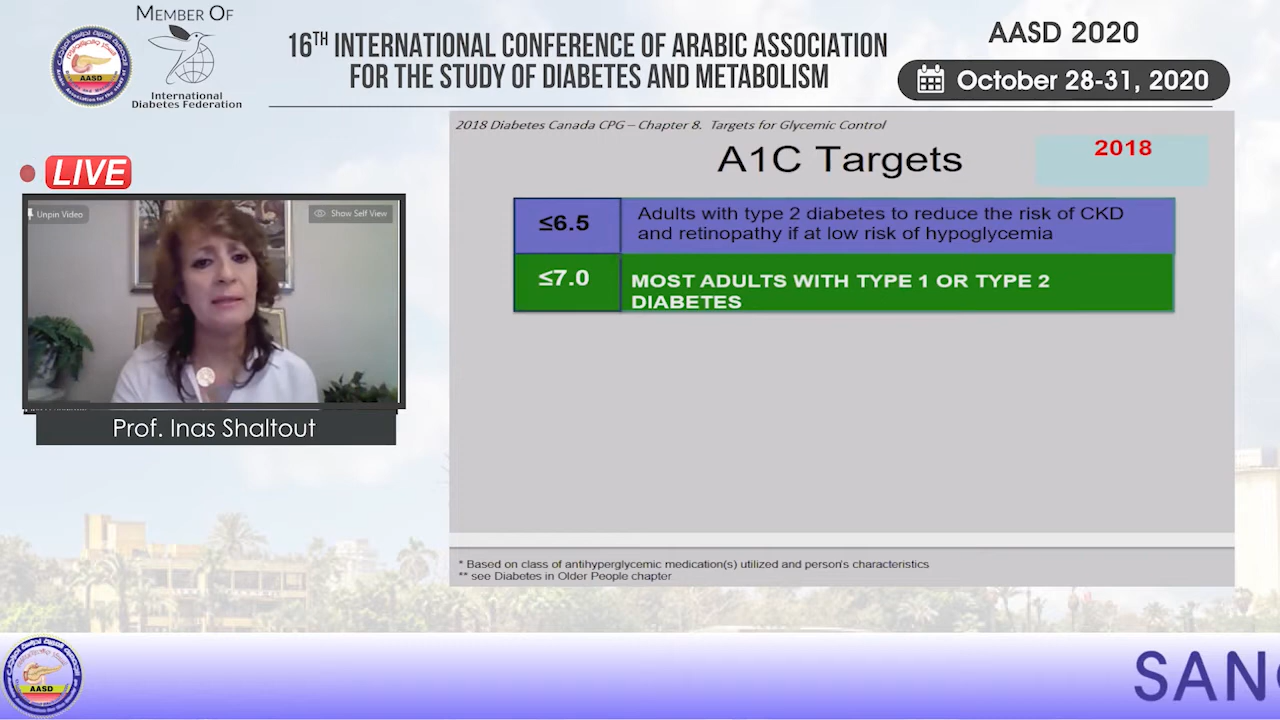 MEMBER OF
International
Diabetes Federation
AASD
16TH INTERNATIONAL CONFERENCE OF ARABIC ASSOCIATION
FOR THE STUDY OF DIABETES AND METABOLISM
AASD 2020
October 28-31, 2020
LIVE
Unpin Video
Show Self View
Prof. Inas Shaltout
2018 Diabetes Canada CPG – Chapter 8. Targets for Glycemic Control
A1C Targets
2018
≤6.5
Adults with type 2 diabetes to reduce the risk of CKD
and retinopathy if at low risk of hypoglycemia
≤7.0
MOST ADULTS WITH TYPE 1 OR TYPE 2
DIABETES
* Based on class of antihyperglycemic medication(s) utilized and person's characteristics
** see Diabetes in Older People chapter
AASD
SAN